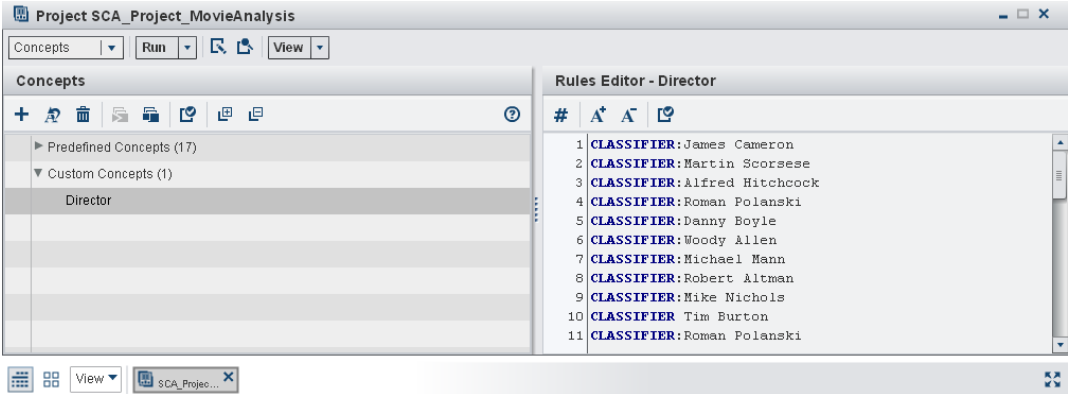 Project SCA_Project_MovieAnalysis
Concepts Run View
Concepts
Predefined Concepts (17)
Custom Concepts (1)
Director
Rules Editor - Director
# A+ A-
1 CLASSIFIER:James Cameron
2 CLASSIFIER:Martin Scorsese
3 CLASSIFIER:Alfred Hitchcock
4 CLASSIFIER:Roman Polanski
5 CLASSIFIER:Danny Boyle
6 CLASSIFIER:Woody Allen
7 CLASSIFIER:Michael Mann
8 CLASSIFIER:Robert Altman
9 CLASSIFIER:Mike Nichols
10 CLASSIFIER Tim Burton
11 CLASSIFIER:Roman Polanski
View SCA_Projec...